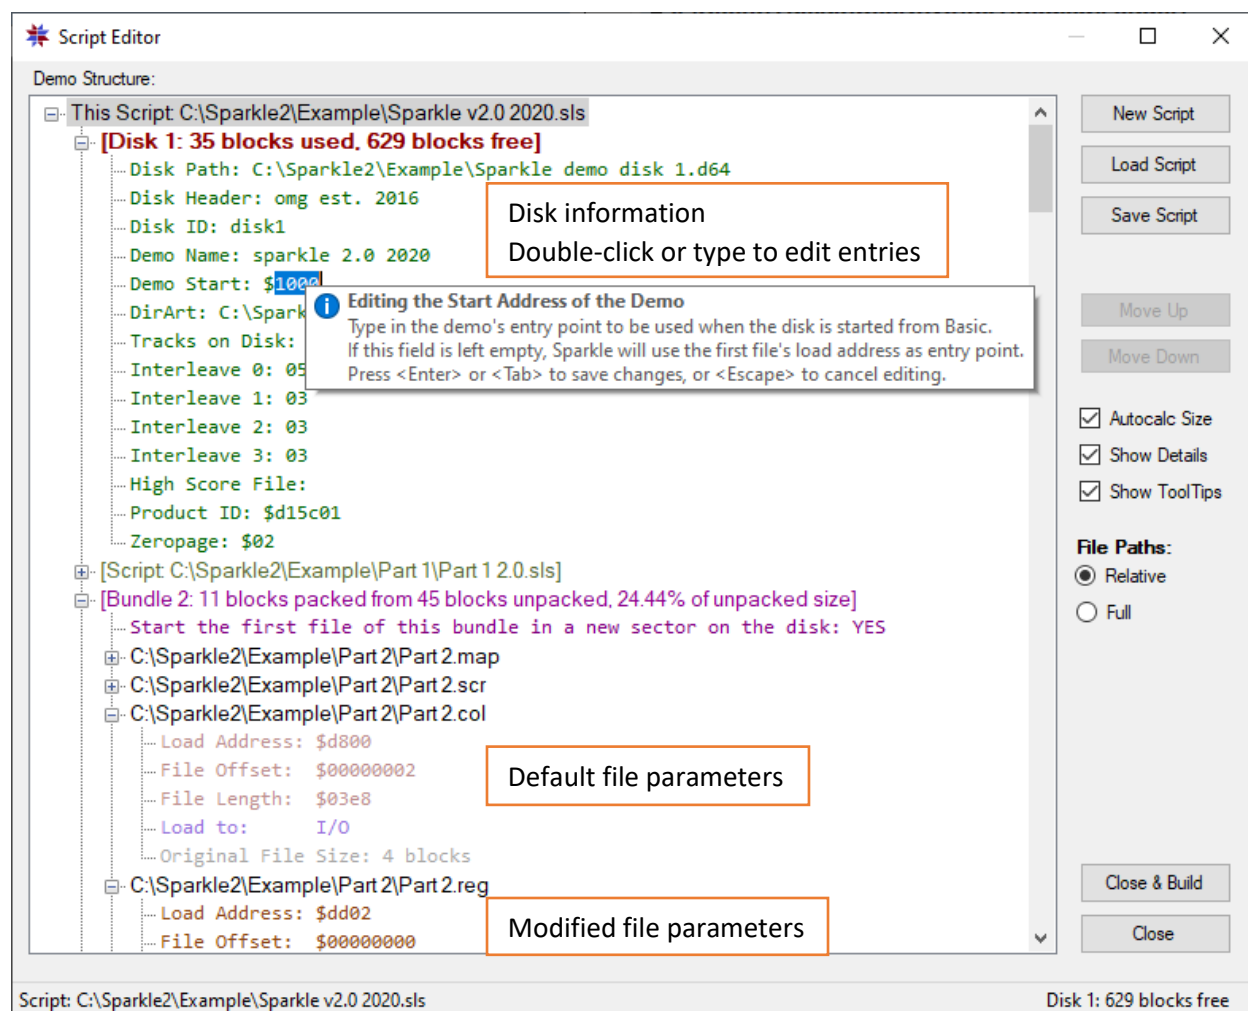 Script Editor
Demo Structure:
This Script: C:\Sparkle2\Example\Sparkle v2.0 2020.sls
[Disk 1: 35 blocks used, 629 blocks free]
Disk Path: C:\Sparkle2\Example\Sparkle demo disk 1.d64
Disk Header: omg est. 2016
Disk ID: disk1
Demo Name: sparkle 2.0 2020
Demo Start: $1000
DirArt: C:\Spark
Tracks on Disk:
Interleave 0: 05
Interleave 1: 03
Interleave 2: 03
Interleave 3: 03
High Score File:
Product ID: $d15c01
Zeropage: $02
Disk information
Double-click or type to edit entries
Editing the Start Address of the Demo
Type in the demo's entry point to be used when the disk is started from Basic.
If this field is left empty, Sparkle will use the first file's load address as entry point.
Press <Enter> or <Tab> to save changes, or <Escape> to cancel editing.
[Script: C:\Sparkle2\Example\Part 1\Part 1 2.0.sls]
[Bundle 2: 11 blocks packed from 45 blocks unpacked, 24.44% of unpacked size]
Start the first file of this bundle in a new sector on the disk: YES
C:\Sparkle2\Example\Part 2\Part 2.map
C:\Sparkle2\Example\Part 2\Part 2.scr
C:\Sparkle2\Example\Part 2\Part 2.col
Load Address: $d800
File Offset: $00000002
File Length: $03e8
Load to: I/O
Original File Size: 4 blocks
Default file parameters
C:\Sparkle2\Example\Part 2\Part 2.reg
Load Address: $dd02
File Offset: $00000000
Modified file parameters
New Script
Load Script
Save Script
Move Up
Move Down
Autocalc Size
Show Details
Show ToolTips
File Paths:
Relative
Full
Close & Build
Close
Script: C:\Sparkle2\Example\Sparkle v2.0 2020.sls
Disk 1: 629 blocks free